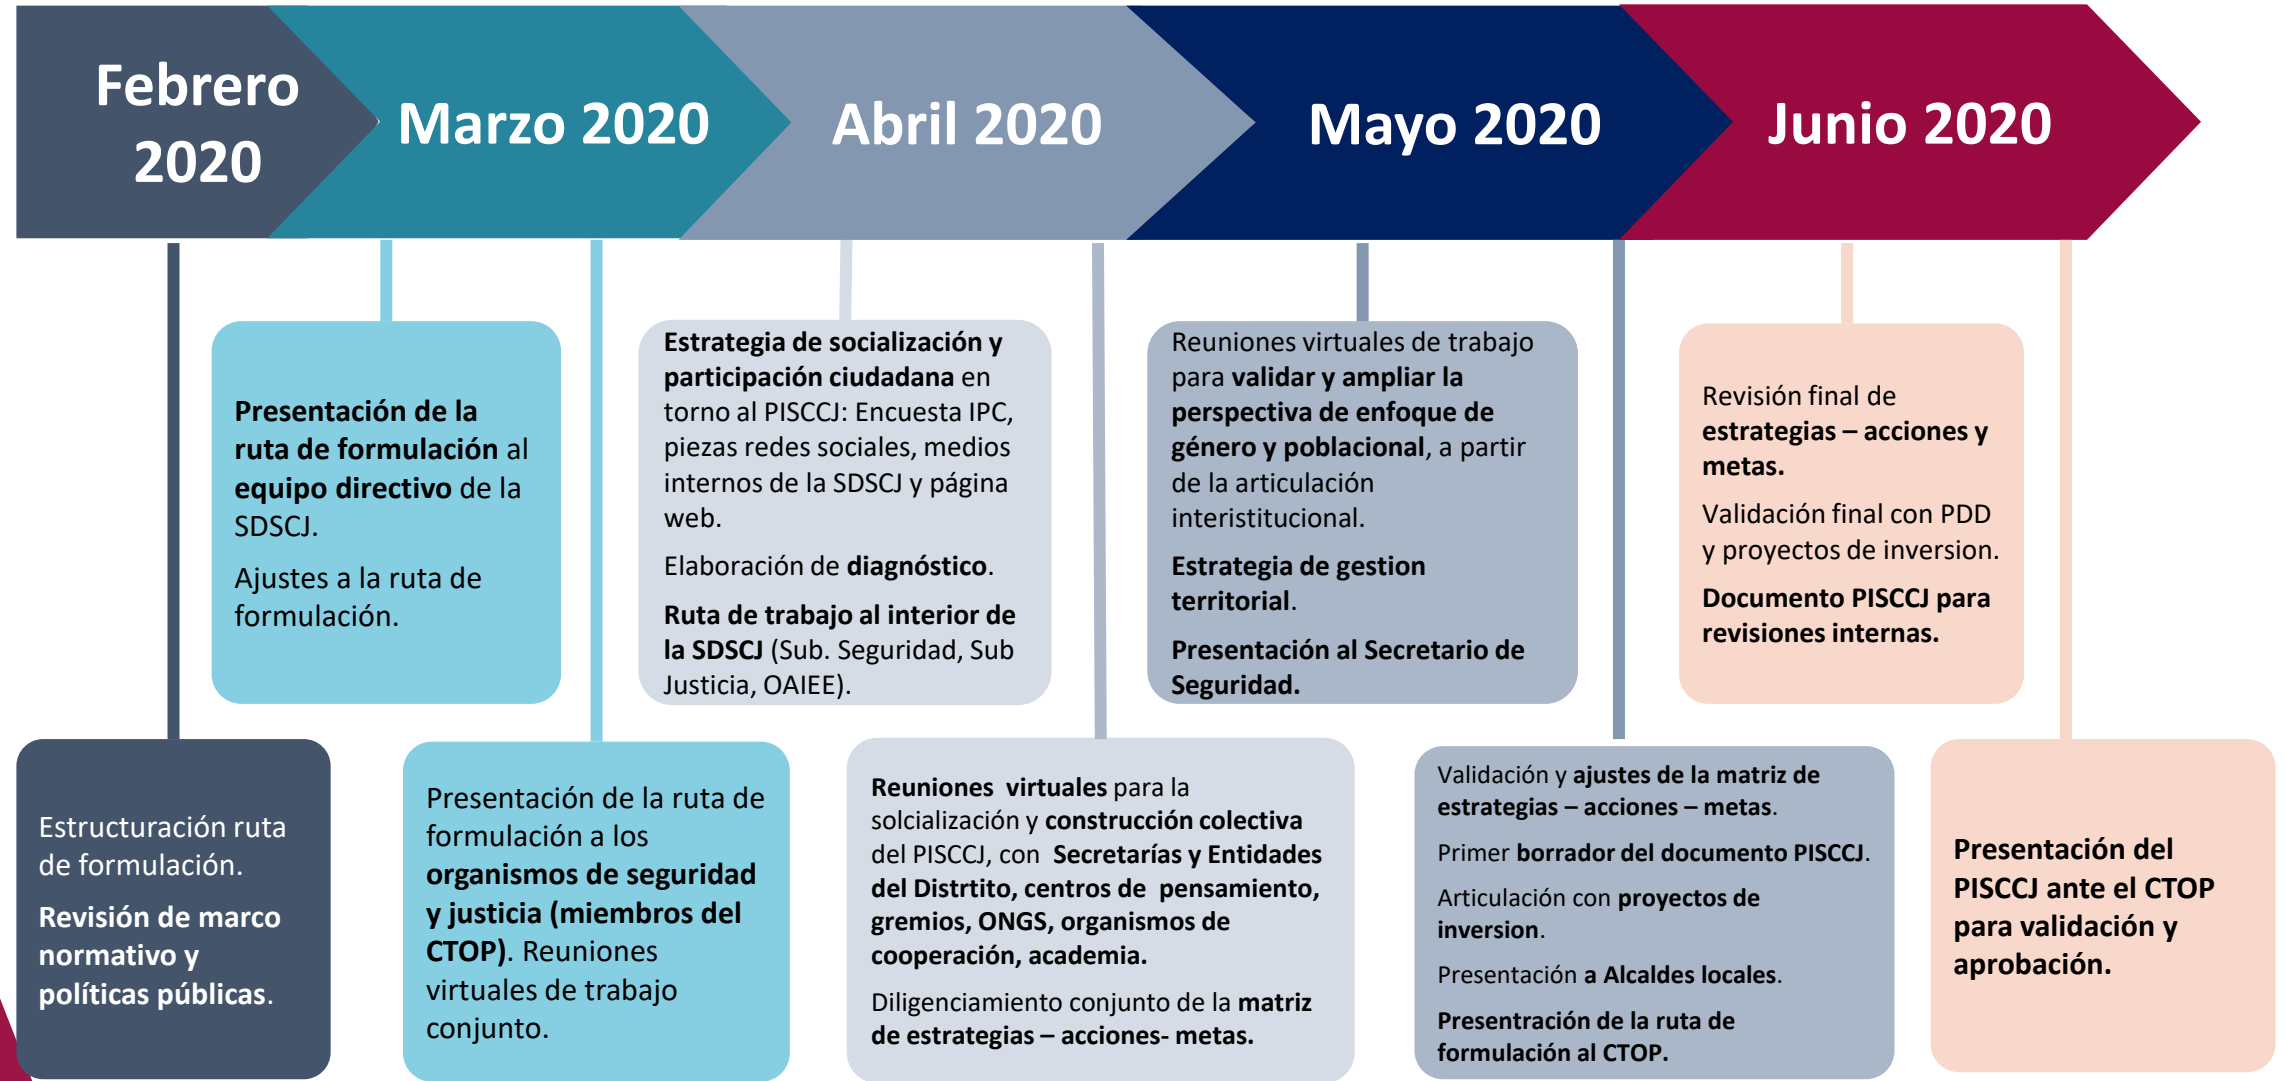 Febrero
2020
Marzo 2020
Abril 2020
Mayo 2020
Junio 2020
Presentación de la
ruta de formulación al
equipo directivo de la
SDSCJ.
Ajustes a la ruta de
formulación.
Estrategia de socialización y
participación ciudadana en
torno al PISCCJ: Encuesta IPC,
piezas redes sociales, medios
internos de la SDSCJ y página
web.
Elaboración de diagnóstico.
Ruta de trabajo al interior de
la SDSCJ (Sub. Seguridad, Sub
Justicia, OAIEE).
Reuniones virtuales de trabajo
para validar y ampliar la
perspectiva de enfoque de
género y poblacional, a partir
de la articulación
interistitucional.
Estrategia de gestion
territorial.
Presentación al Secretario de
Seguridad.
Revisión final de
estrategias – acciones y
metas.
Validación final con PDD
y proyectos de inversion.
Documento PISCCJ para
revisiones internas.
Estructuración ruta
de formulación.
Revisión de marco
normativo y
políticas públicas.
Presentación de la ruta de
formulación a los
organismos de seguridad
y justicia (miembros del
CTOP). Reuniones
virtuales de trabajo
conjunto.
Reuniones virtuales para la
solcialización y construcción colectiva
del PISCCJ, con Secretarías y Entidades
del Distrtito, centros de pensamiento,
gremios, ONGS, organismos de
cooperación, academia.
Diligenciamiento conjunto de la matriz
de estrategias – acciones- metas.
Validación y ajustes de la matriz de
estrategias – acciones – metas.
Primer borrador del documento PISCCJ.
Articulación con proyectos de
inversion.
Presentación a Alcaldes locales.
Presentración de la ruta de
formulación al CTOP.
Presentación del
PISCCJ ante el CTOP
para validación y
aprobación.